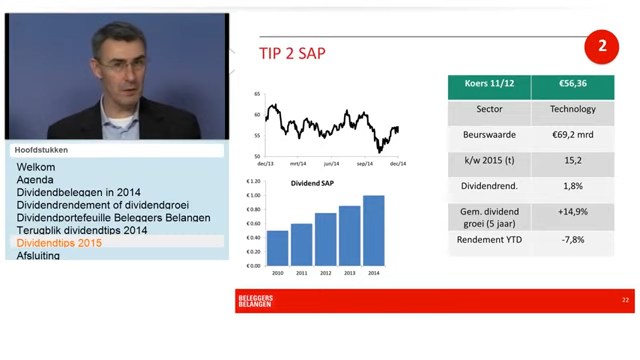 TIP 2 SAP
2
65
60
55
50
dec/13 mrt/14 jun/14 sep/14 dec/14
Dividend SAP
€ 1.20
€ 1.00
€ 0.80
€ 0.60
€ 0.40
€ 0.20
€ 0.00
2010 2011 2012 2013 2014
Koers 11/12 €56,36
Sector Technology
Beurswaarde €69,2 mrd
k/w 2015 (t) 15,2
Dividendrend. 1,8%
Gem. dividend
groei (5 jaar) +14,9%
Rendement YTD -7,8%
Hoofdstukken
Welkom
Agenda
Dividendbeleggen in 2014
Dividendrendement of dividendgroei
Dividendportefeuille Beleggers Belangen
Terugblik dividendtips 2014
Dividendtips 2015
Afsluiting
BELEGGERS
BELANGEN
22